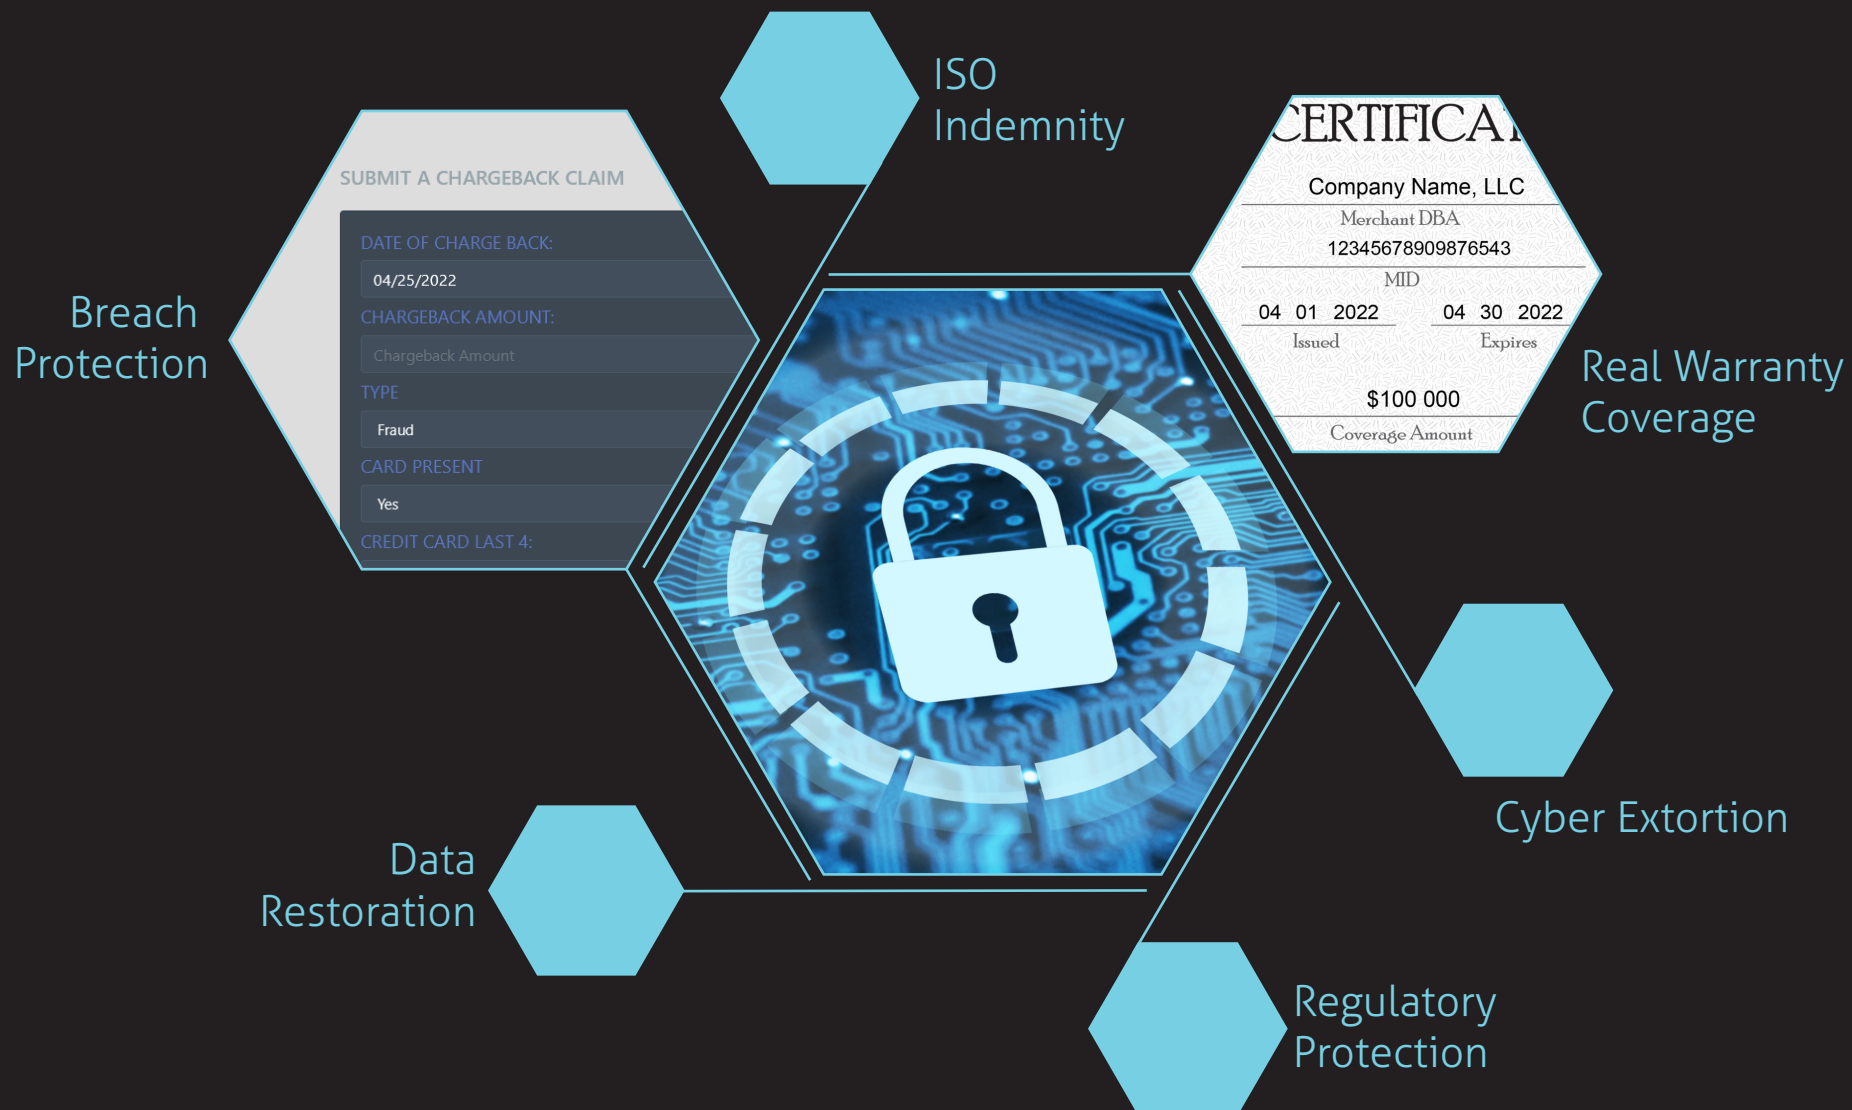 ISO
Indemnity
CERTIFICA
Company Name, LLC
Merchant DBA
12345678909876543
MID
04 01 2022
04 30 2022
Issued
Expires
$100 000
Coverage Amount
Real Warranty
Coverage
SUBMIT A CHARGEBACK CLAIM
DATE OF CHARGE BACK:
04/25/2022
CHARGEBACK AMOUNT:
Chargeback Amount
TYPE
Fraud
CARD PRESENT
Yes
CREDIT CARD LAST 4:
Breach
Protection
Cyber Extortion
Data
Restoration
Regulatory
Protection